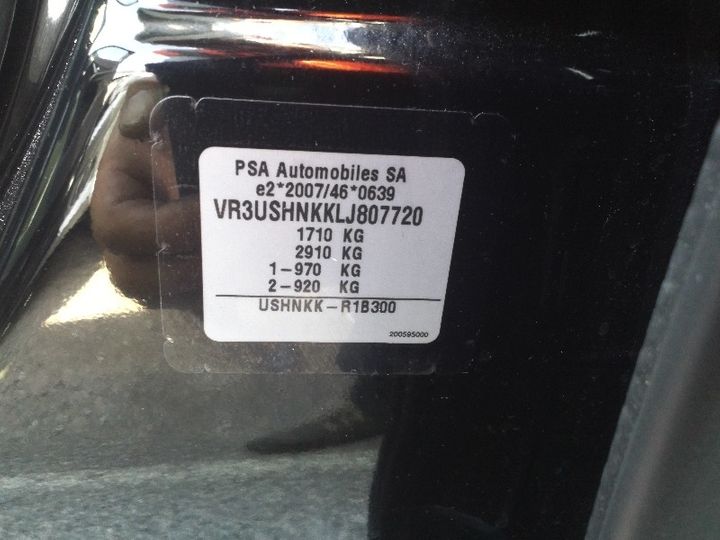 PSA Automobiles SA
e2*2007/46*0639
VR3USHNKKLJ807720
1710 KG
2910 KG
1-970 KG
2-920 KG
USHNKK-R1B300
200595000